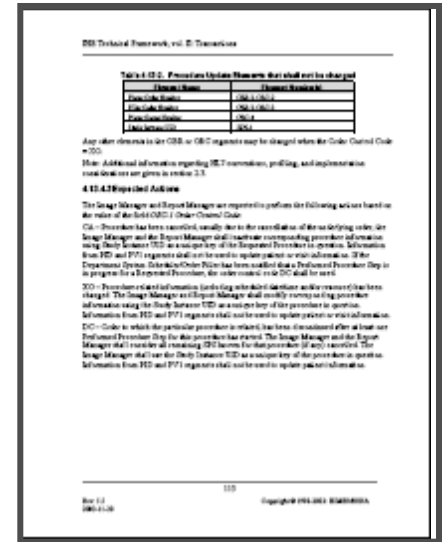 IHE Technical Framework, vol. II: Transactions
Table 4.13-2. Procedure Update Elements that shall not be changed
Element Name
Placer Order Number
Filler Order Number
Placer Group Number
Study Instance UID
Any other elements in the OBR or ORC segments may be changed when the Order Control Code
= XO.
Note: Additional information regarding HL7 conventions, profiling, and implementation
considerations are given in section 2.3.
Expected Actions
The Image Manager and Report Manager are expected to perform the following actions based on
the value of the field ORC-1 Order Control Code:
CA – Procedure has been cancelled, usually due to the cancellation of the underlying order, the
Image Manager and the Report Manager shall inactivate corresponding procedure information
using Study Instance UID as a unique key of the Requested Procedure in question. Information
from PID and PV1 segments shall not be used to update patient or visit information. If the
Department System Scheduler/Order Filler has been notified that a Performed Procedure Step is
in progress for a Requested Procedure, the order control code DC shall be used.
XO – Procedure related information (including scheduled date/time and/or resource) has been
changed. The Image Manager and Report Manager shall modify corresponding procedure
information using the Study Instance UID as a unique key of the procedure in question.
Information from PID and PV1 segments shall not be used to update patient or visit information.
DC – Order to which the particular procedure is related, has been discontinued after at least one
Performed Procedure Step for this procedure has started. The Image Manager and the Report
Manager shall consider all remaining SPS known for that procedure (if any) cancelled. The
Image Manager shall use the Study Instance UID as a unique key of the procedure in question.
Information from PID and PV1 segments shall not be used to update patient information.